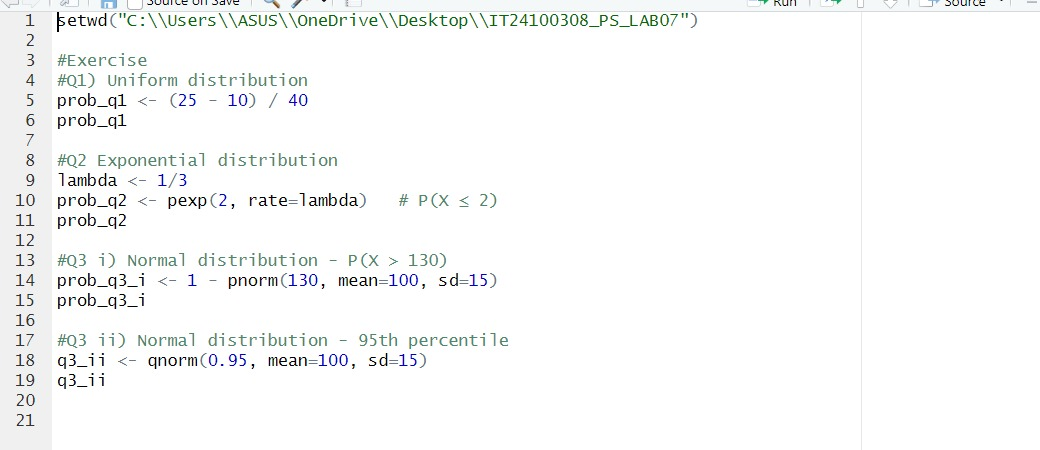 Source on Save Run Source
1 setwd("C:\\Users\\ASUS\\OneDrive\\Desktop\\IT24100308_PS_LAB07")
2
3 #Exercise
4 #Q1) Uniform distribution
5 prob_q1 <- (25 - 10) / 40
6 prob_q1
7
8 #Q2 Exponential distribution
9 lambda <- 1/3
10 prob_q2 <- pexp(2, rate=lambda)   # P(X ≤ 2)
11 prob_q2
12
13 #Q3 i) Normal distribution - P(X > 130)
14 prob_q3_i <- 1 - pnorm(130, mean=100, sd=15)
15 prob_q3_i
16
17 #Q3 ii) Normal distribution - 95th percentile
18 q3_ii <- qnorm(0.95, mean=100, sd=15)
19 q3_ii
20
21